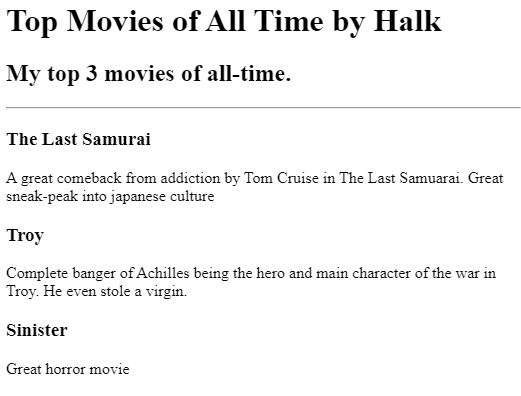 Top Movies of All Time by Halk
My top 3 movies of all-time.
The Last Samurai
A great comeback from addiction by Tom Cruise in The Last Samuarai. Great
sneak-peak into japanese culture
Troy
Complete banger of Achilles being the hero and main character of the war in
Troy. He even stole a virgin.
Sinister
Great horror movie